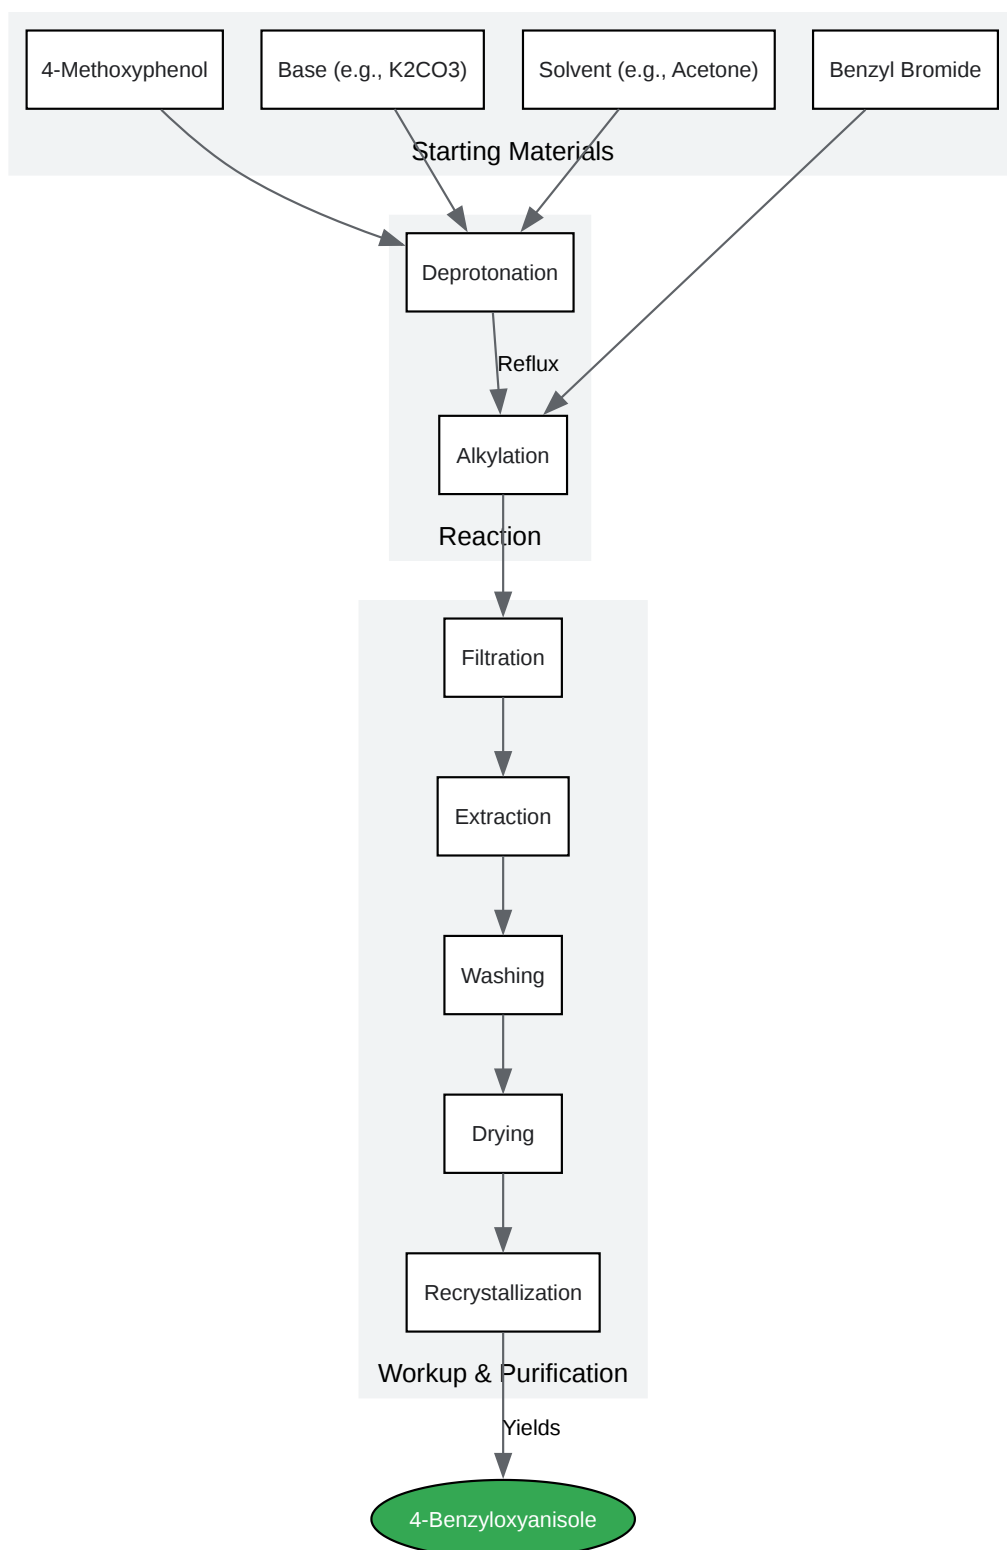 4-Methoxyphenol
Base (e.g., K2CO3)
Solvent (e.g., Acetone)
Benzyl Bromide
Starting Materials
Deprotonation
Reflux
Alkylation
Reaction
Filtration
Extraction
Washing
Drying
Recrystallization
Workup & Purification
Yields
4-Benzyloxyanisole